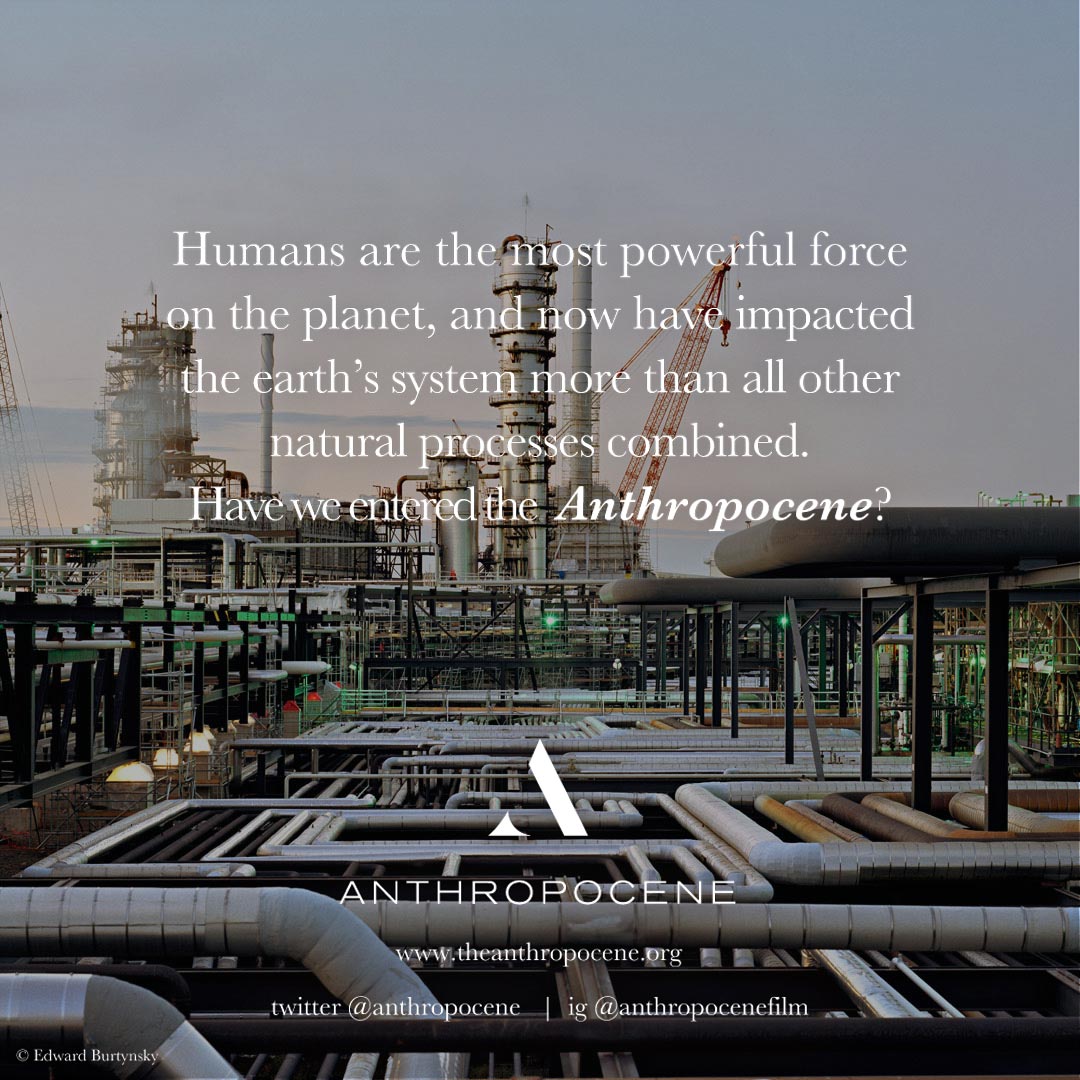 Humans are the most powerful force
on the planet, and now have impacted
the earth’s system more than all other
natural processes combined.
Have we entered the Anthropocene?
ANTHROPOCENE
www.theanthropocene.org
twitter @anthropocene | ig @anthropocenefilm
© Edward Burtynsky